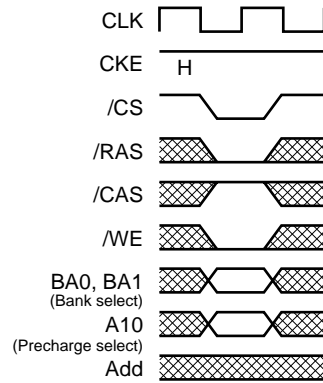 CLK
CKE
H
/CS
/RAS
/CAS
/WE
BA0, BA1
(Bank select)
A10
(Precharge select)
Add